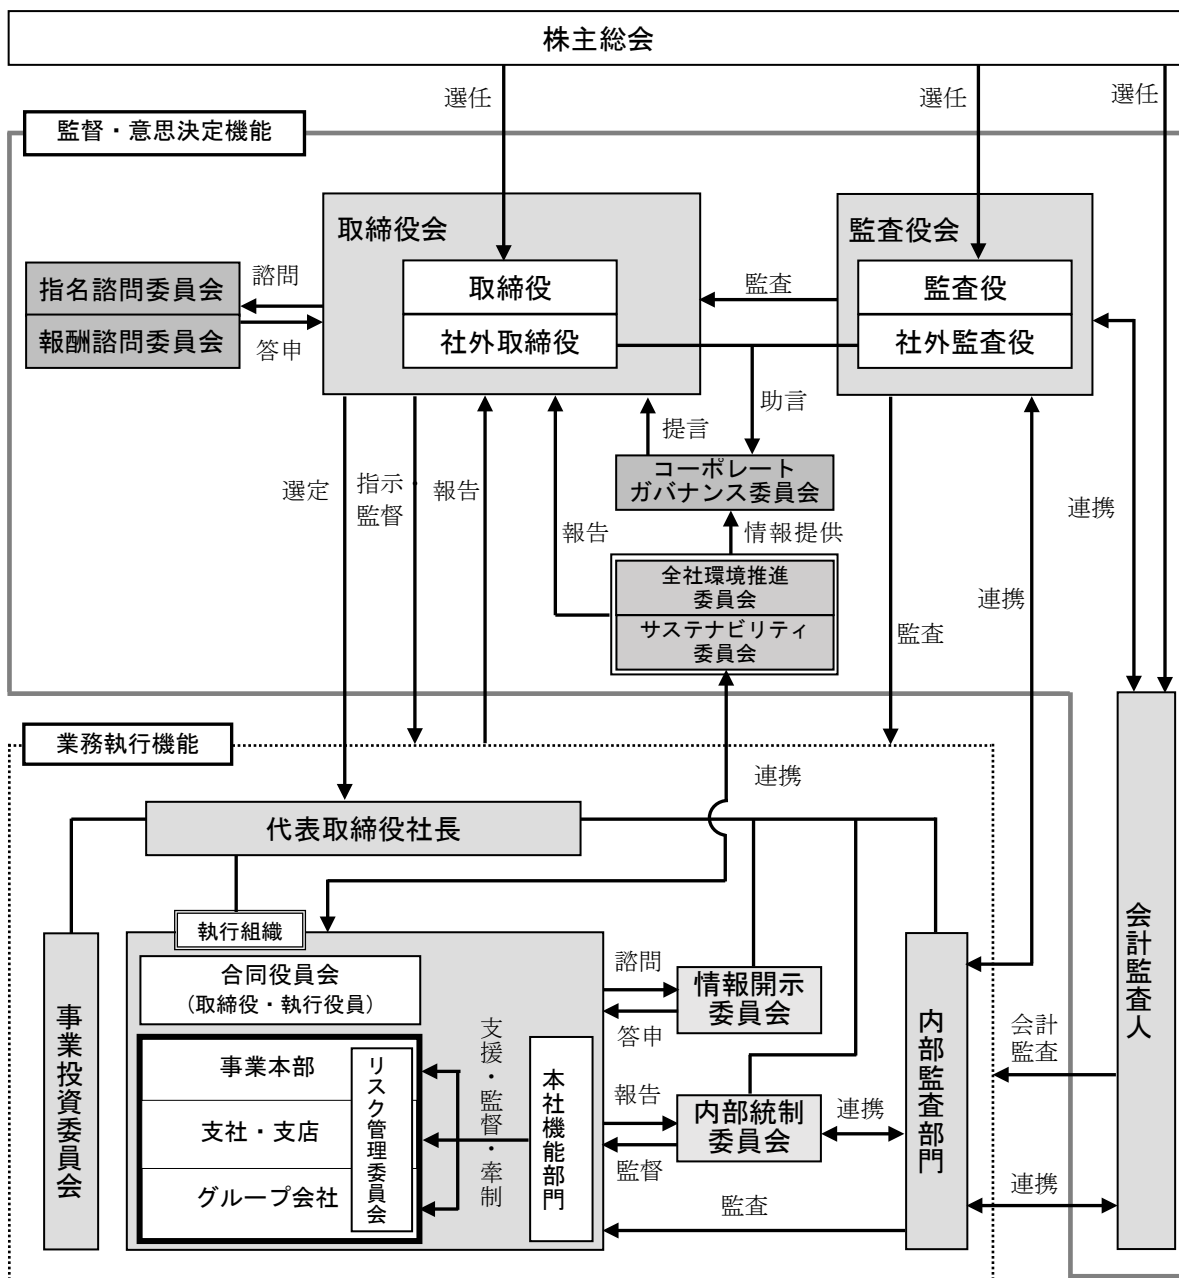 株主総会
選任
選任
選任
監督・意思決定機能
取締役会
監査役会
取締役
社外取締役
監査役
社外監査役
指名諮問委員会
報酬諮問委員会
諮問
答申
監査
助言
提言
コーポレート
ガバナンス委員会
選定
指示
監督
報告
報告
情報提供
全社環境推進
委員会
サステナビリティ
委員会
監査
連携
連携
業務執行機能
連携
代表取締役社長
執行組織
合同役員会
（取締役・執行役員）
事業本部
支社・支店
グループ会社
リスク管理委員会
支援・監督・牽制
本社機能部門
事業投資委員会
諮問
答申
情報開示
委員会
報告
監督
内部統制
委員会
連携
監査
内部監査部門
会計
監査
連携
会計監査人